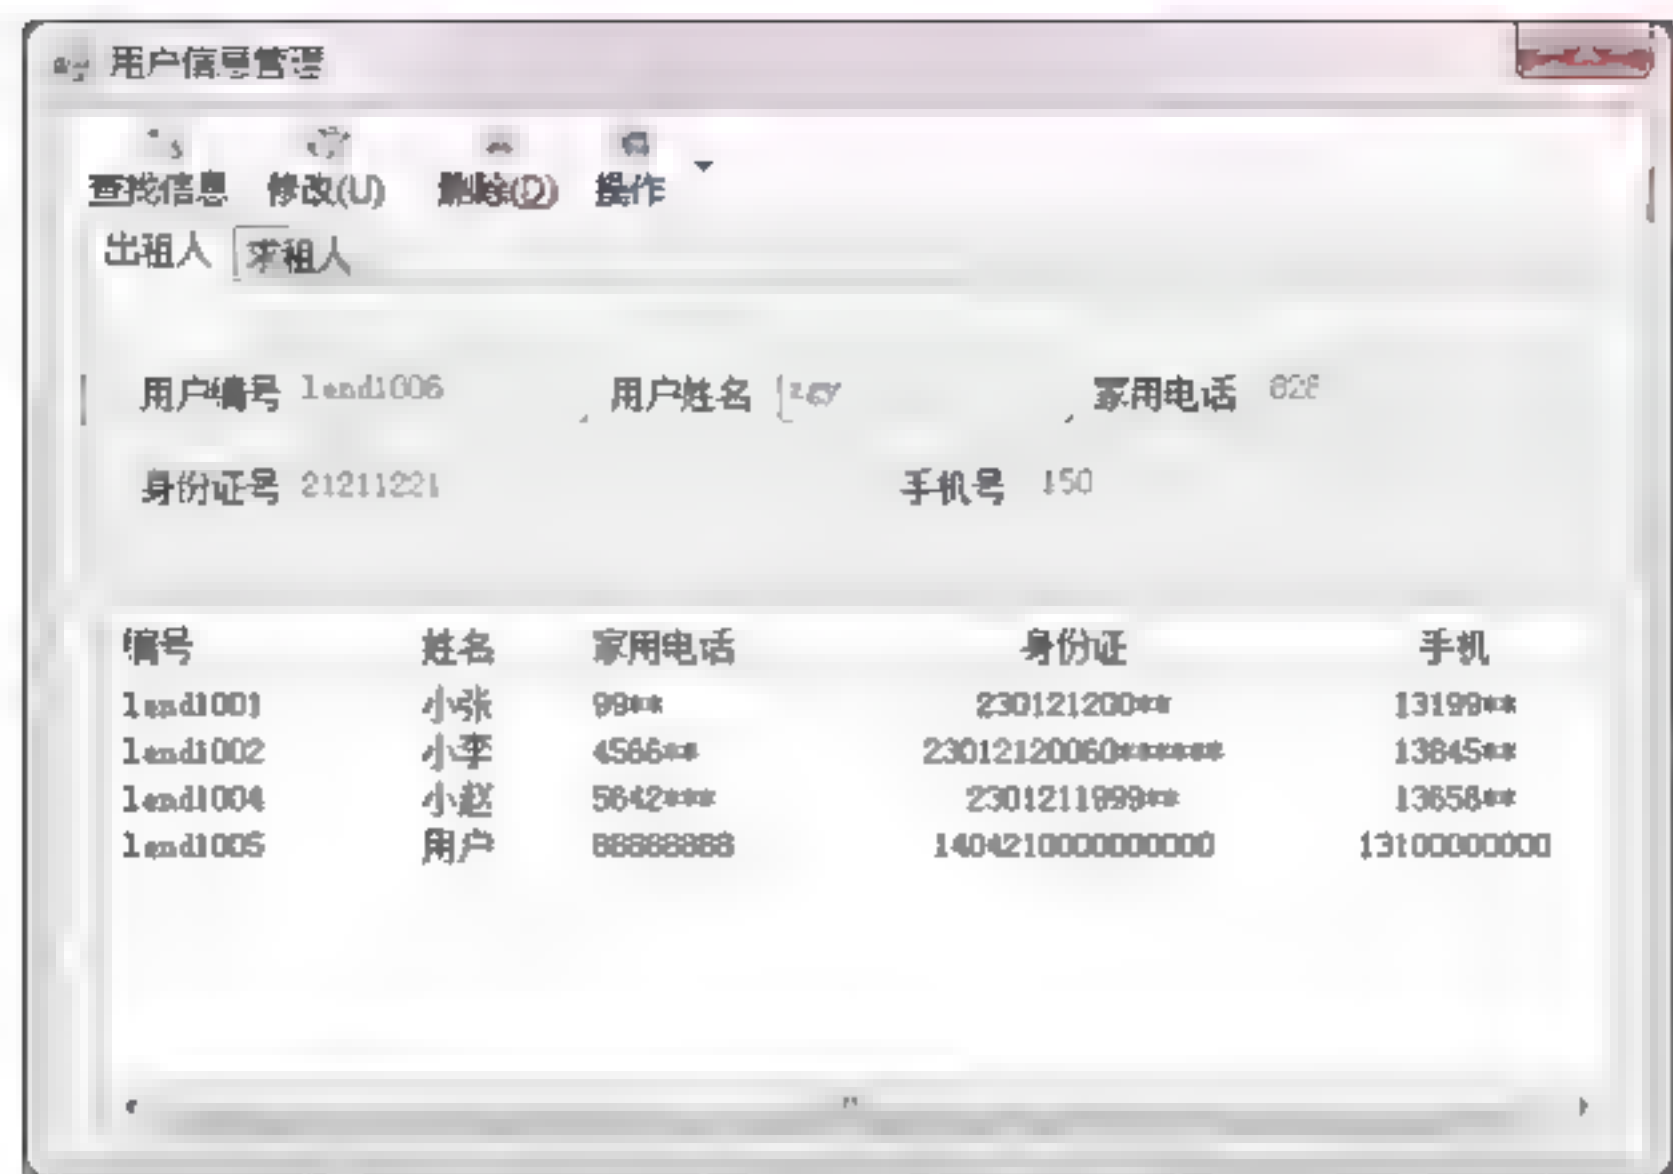 用户信息管理
查找信息 修改(U) 删除(D) 操作
出租人 求租人
用户编号 lend1006 用户姓名 家用电话
身份证号 21211221 手机号 150
编号 姓名 家用电话 身份证 手机
lend1001 小张 99** 230121200** 13199**
lend1002 小李 4566** 23012120060****** 13845**
lend1004 小赵 5642*** 2301211999** 13658**
lend1005 用户 88888888 1404210000000000 13100000000